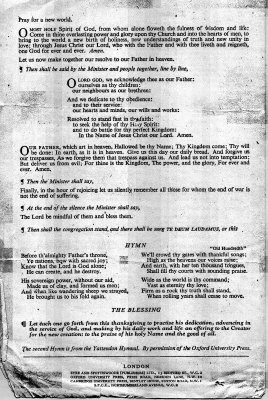 Pray for a new world.
O MOST HOLY Spirit of God, from whom alone floweth the fulness of wisdom and life:
Come in thine everlasting power and glory upon thy Church and into the hearts of men, to
bring to the world a new birth of holiness, new understanding of truth and new unity in
love; through Jesus Christ our Lord, who with the Father and with thee liveth and reigneth,
one God for ever and ever. Amen.
Let us now make together our resolve to our Father in heaven.
¶ Then shall be said by the Minister and people together, line by line,
O LORD GOD, we acknowledge thee as our Father:
ourselves as thy children:
our neighbours as our brethren:
And we dedicate to thy obedience:
and to thy service:
our hearts and minds, our wills and works:
Resolved to stand fast in thy faith:
to seek the help of thy Holy Spirit:
and to do battle for thy perfect Kingdom:
In the Name of Jesus Christ our Lord. Amen.
OUR FATHER, which art in heaven, Hallowed be thy Name; Thy Kingdom come; Thy will
be done: In earth, as it is in heaven. Give us this day our daily bread. And forgive us
our trespasses, As we forgive them that trespass against us. And lead us not into temptation;
But deliver us from evil; For thine is the Kingdom, The power, and the glory, For ever and
ever. Amen.
¶ Then the Minister shall say,
Finally, in the hour of rejoicing let us silently remember all those for whom the end of war is
not the end of suffering.
¶ At the end of the silence the Minister shall say,
The Lord be mindful of them and bless them.
¶ Then shall the congregation stand, and there shall be sung TE DEUM LAUDAMUS, or this
HYMN
"Old Hundredth"
Before th'almighty Father's throne,
Ye nations, bow with sacred joy;
Know that the Lord is God alone;
He can create, and he destroy.
His sovereign power, without our aid,
Made us of clay, and formed us men;
And when like wandering sheep we strayed,
He brought us to his fold again.
We'll crowd thy gates with thankful songs;
High as the heavens our voices raise;
And earth, with her ten thousand tongues,
Shall fill thy courts with sounding praise.
Wide as the world is thy command;
Vast as eternity thy love;
Firm as a rock thy truth shall stand,
When rolling years shall cease to move.
THE BLESSING
¶ Let each one go forth from this thanksgiving to practise his dedication, advancing in
the service of God, and making by his daily work and life an offering to the Creator
for the new creation: to the praise of his holy Name and the good of all.
The second Hymn is from the Yattendon Hymnal. By permission of the Oxford University Press.
LONDON
EYRE AND SPOTTISWOODE (PUBLISHERS) LTD.,
OXFORD UNIVERSITY PRESS,
CAMBRIDGE UNIVERSITY PRESS, BENTLEY HOUSE, EUSTON ROAD, N.W.1